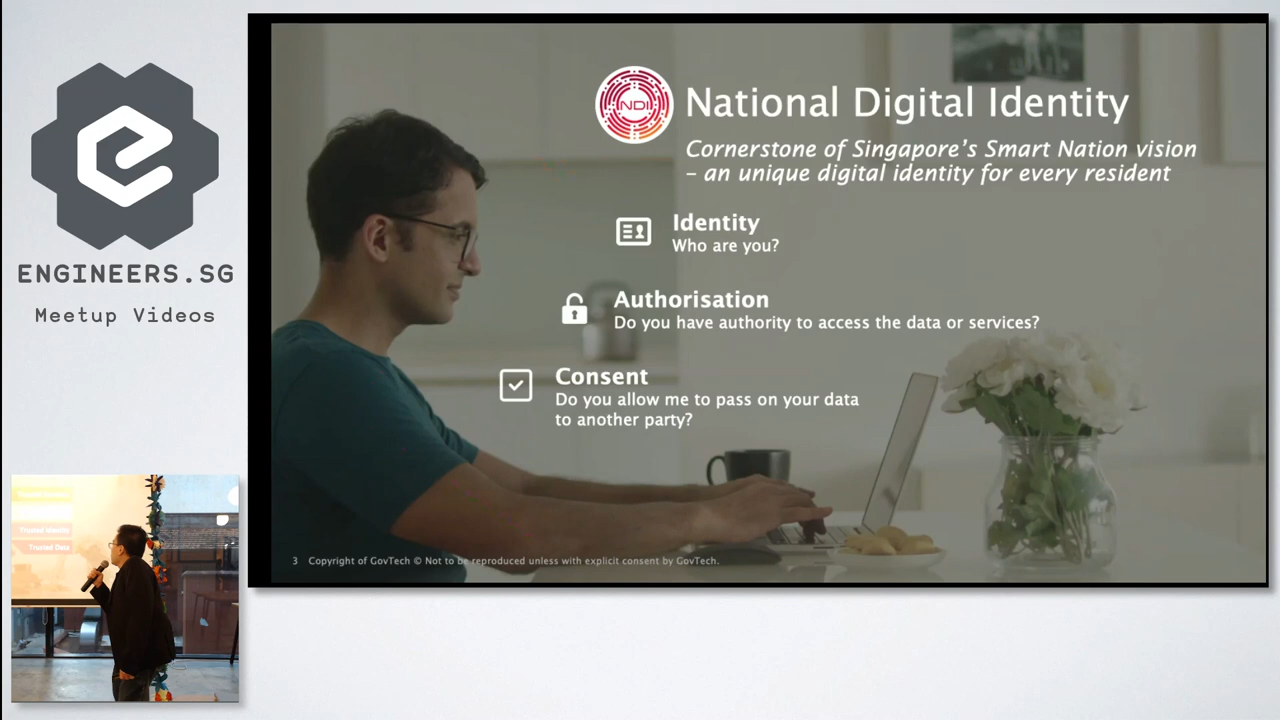 ENGINEERS.SG
Meetup Videos
NDI
National Digital Identity
Cornerstone of Singapore's Smart Nation vision
– an unique digital identity for every resident
Identity
Who are you?
Authorisation
Do you have authority to access the data or services?
Consent
Do you allow me to pass on your data
to another party?
3 Copyright of GovTech © Not to be reproduced unless with explicit consent by GovTech.
Trusted Identity
Trusted Data